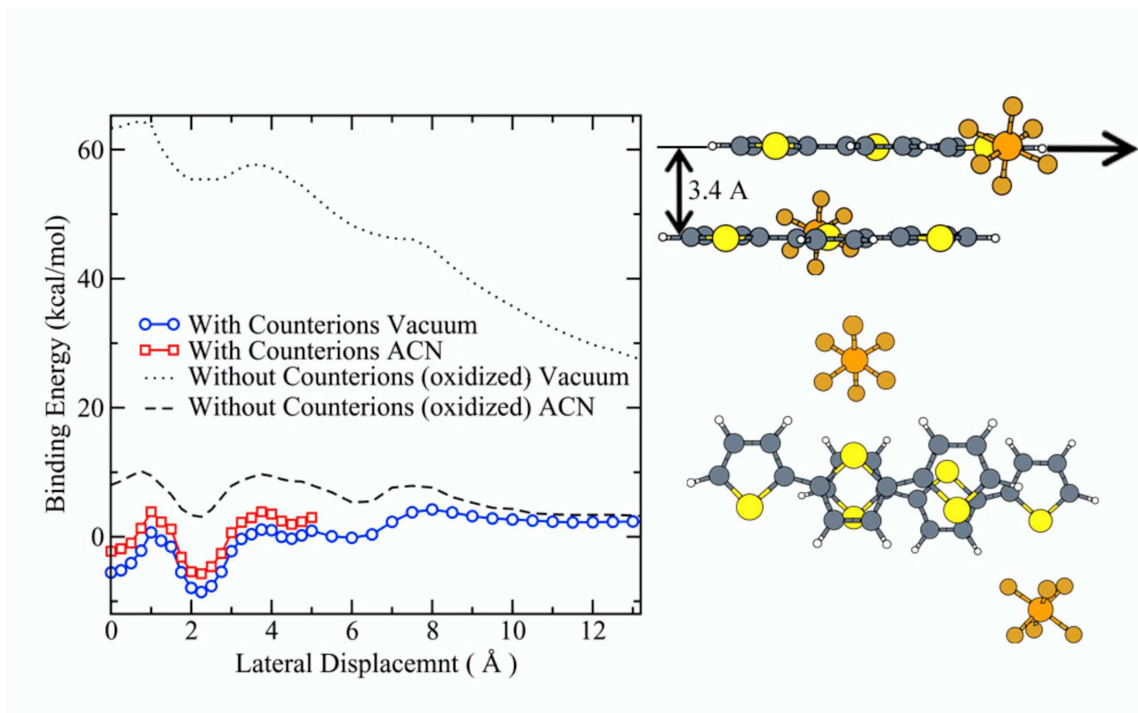 60
40
20
0
0
2
4
6
8
10
12
Binding Energy (kcal/mol)
Lateral Displacemnt ( Å )
With Counterions Vacuum
With Counterions ACN
Without Counterions (oxidized) Vacuum
Without Counterions (oxidized) ACN
3.4 A